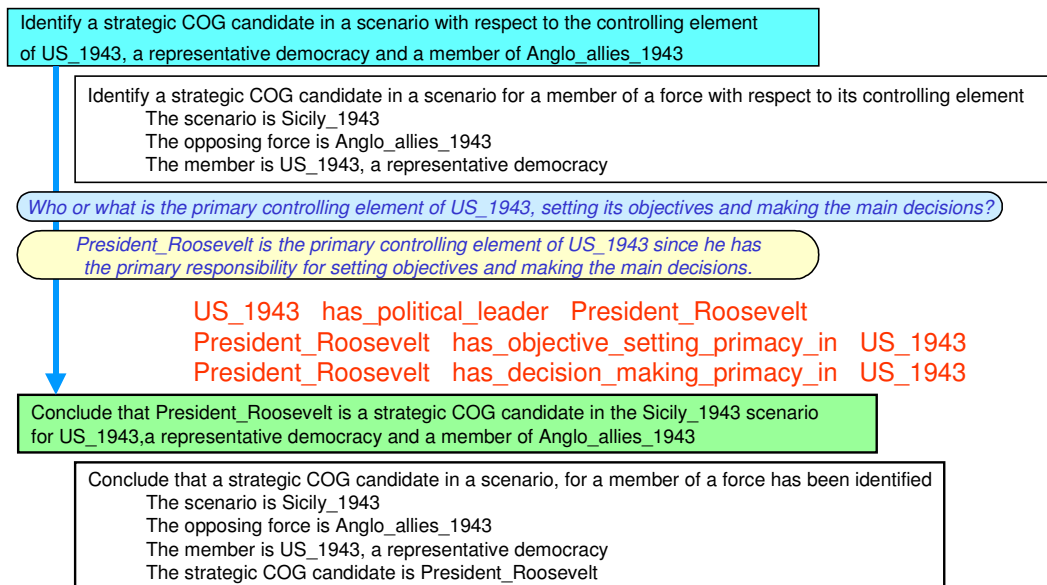 Identify a strategic COG candidate in a scenario with respect to the controlling element
of US_1943, a representative democracy and a member of Anglo_allies_1943
Identify a strategic COG candidate in a scenario for a member of a force with respect to its controlling element
The scenario is Sicily_1943
The opposing force is Anglo_allies_1943
The member is US_1943, a representative democracy
Who or what is the primary controlling element of US_1943, setting its objectives and making the main decisions?
President_Roosevelt is the primary controlling element of US_1943 since he has
the primary responsibility for setting objectives and making the main decisions.
US_1943 has_political_leader President_Roosevelt
President_Roosevelt has_objective_setting_primacy_in US_1943
President_Roosevelt has_decision_making_primacy_in US_1943
Conclude that President_Roosevelt is a strategic COG candidate in the Sicily_1943 scenario
for US_1943,a representative democracy and a member of Anglo_allies_1943
Conclude that a strategic COG candidate in a scenario, for a member of a force has been identified
The scenario is Sicily_1943
The opposing force is Anglo_allies_1943
The member is US_1943, a representative democracy
The strategic COG candidate is President_Roosevelt